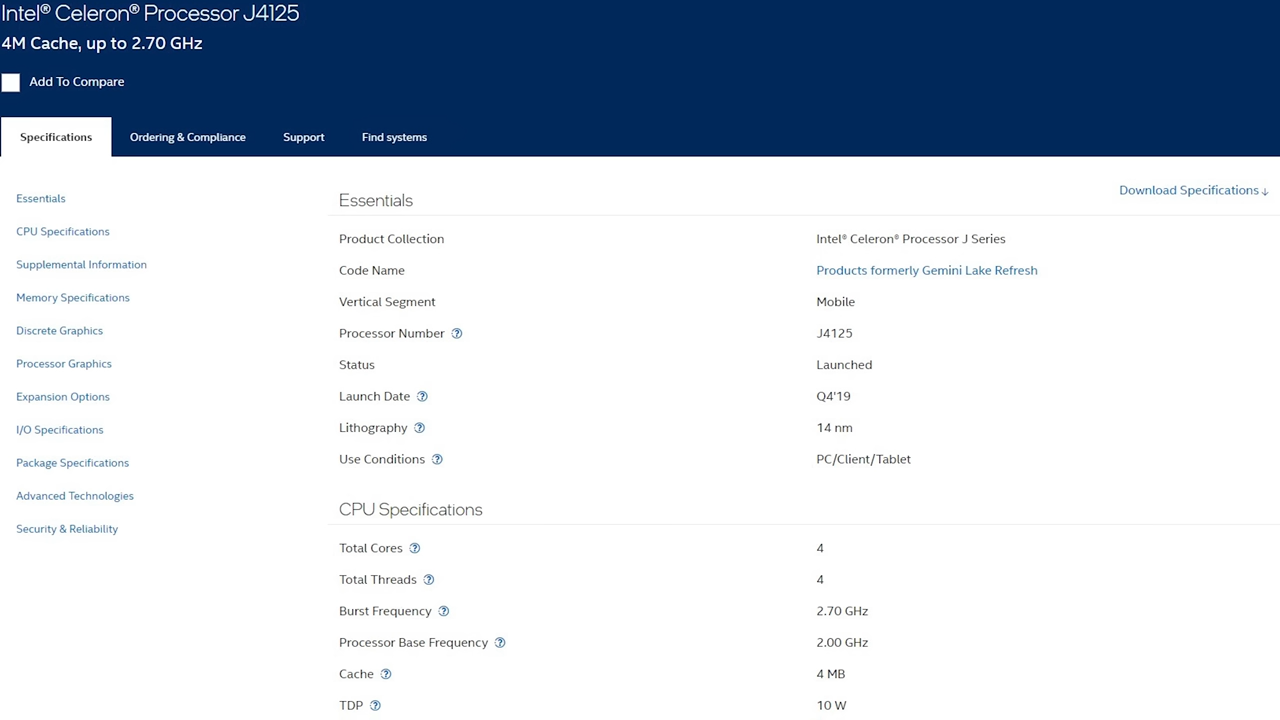 Intel® Celeron® Processor J4125
4M Cache, up to 2.70 GHz
Add To Compare
Specifications Ordering & Compliance Support Find systems
Essentials
CPU Specifications
Supplemental Information
Memory Specifications
Discrete Graphics
Processor Graphics
Expansion Options
I/O Specifications
Package Specifications
Advanced Technologies
Security & Reliability
Download Specifications ↓
Essentials
Product Collection Intel® Celeron® Processor J Series
Code Name Products formerly Gemini Lake Refresh
Vertical Segment Mobile
Processor Number ? J4125
Status Launched
Launch Date ? Q4'19
Lithography ? 14 nm
Use Conditions ? PC/Client/Tablet
CPU Specifications
Total Cores ? 4
Total Threads ? 4
Burst Frequency ? 2.70 GHz
Processor Base Frequency ? 2.00 GHz
Cache ? 4 MB
TDP ? 10 W